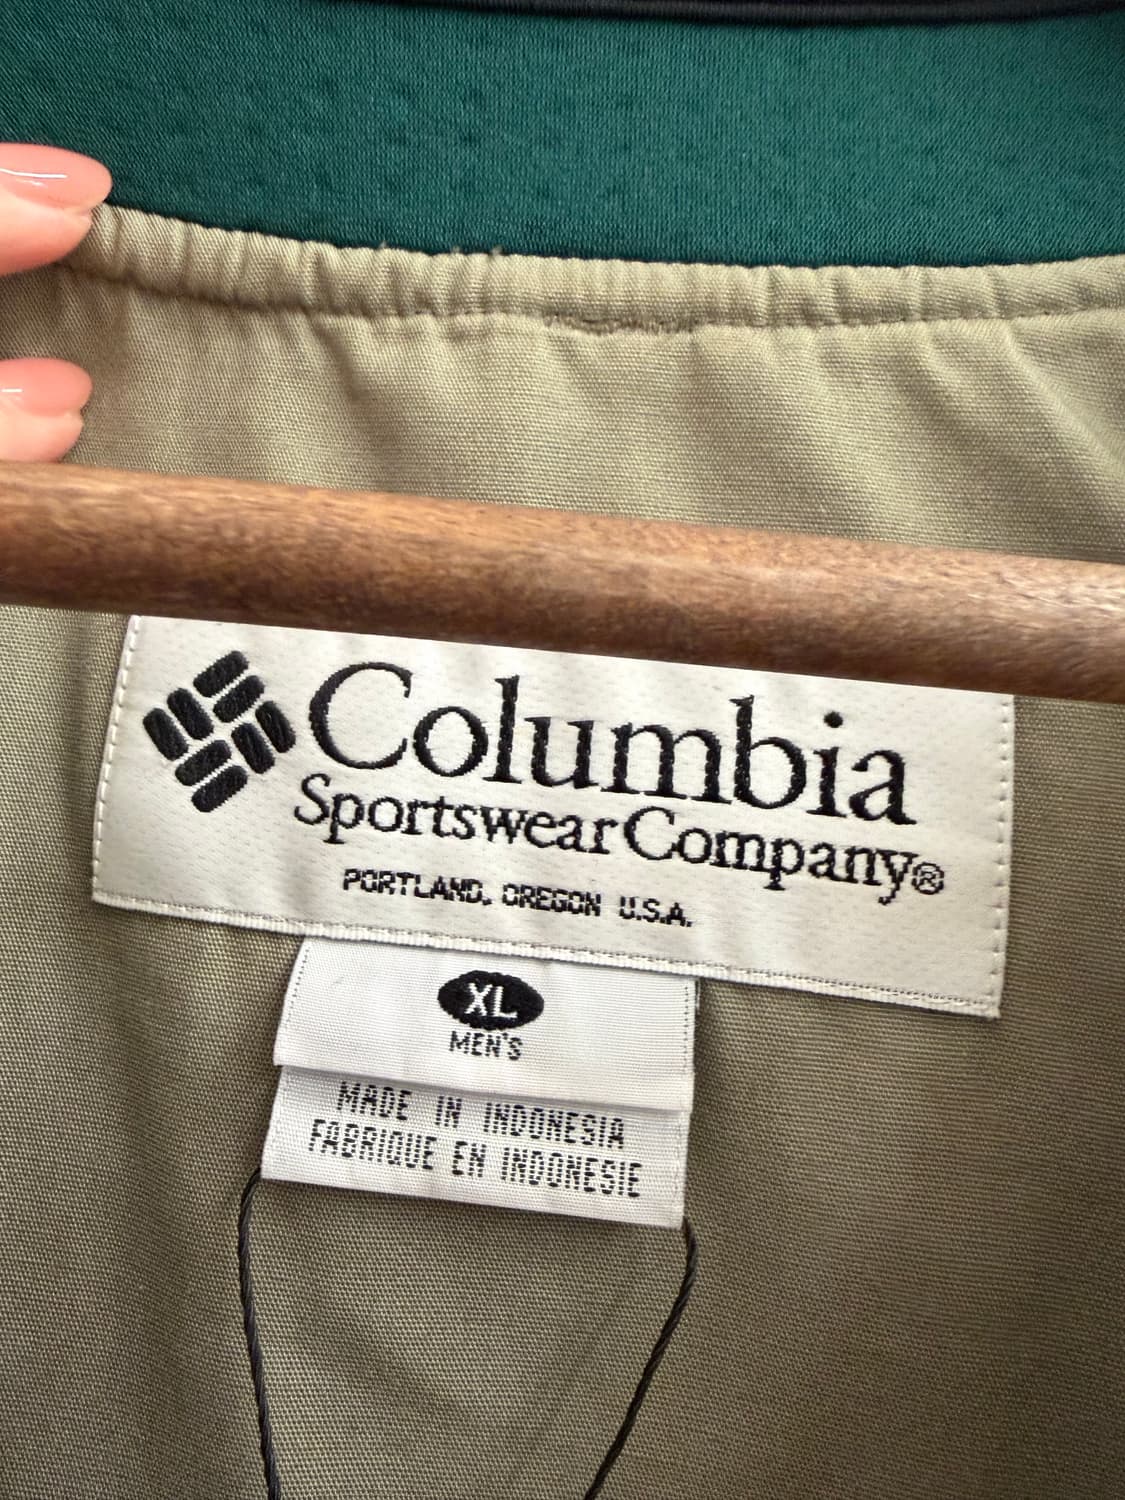 Columbia
Sportswear Company®
PORTLAND, OREGON U.S.A.
XL
MEN'S
MADE IN INDONESIA
FABRIQUE EN INDONESIE